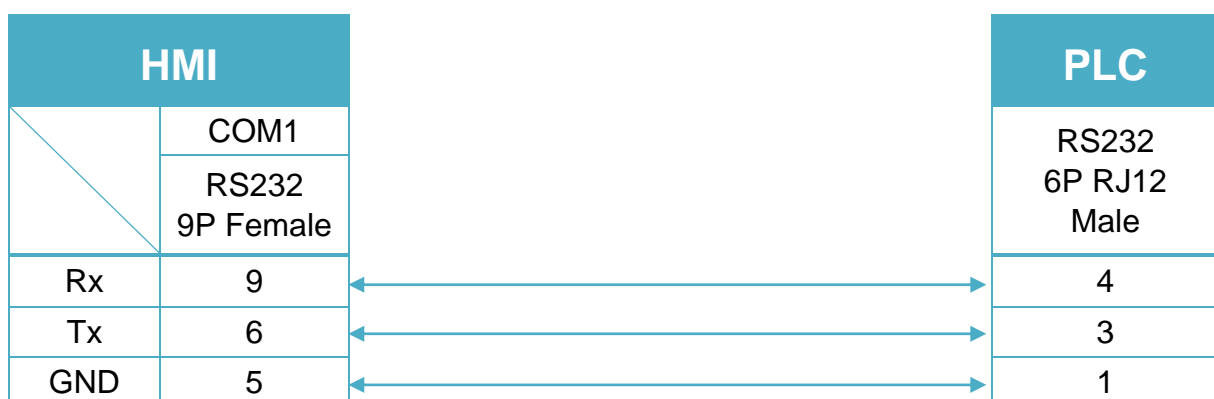 HMI
PLC
COM1
RS232
9P Female
RS232
6P RJ12
Male
Rx 9 4
Tx 6 3
GND 5 1